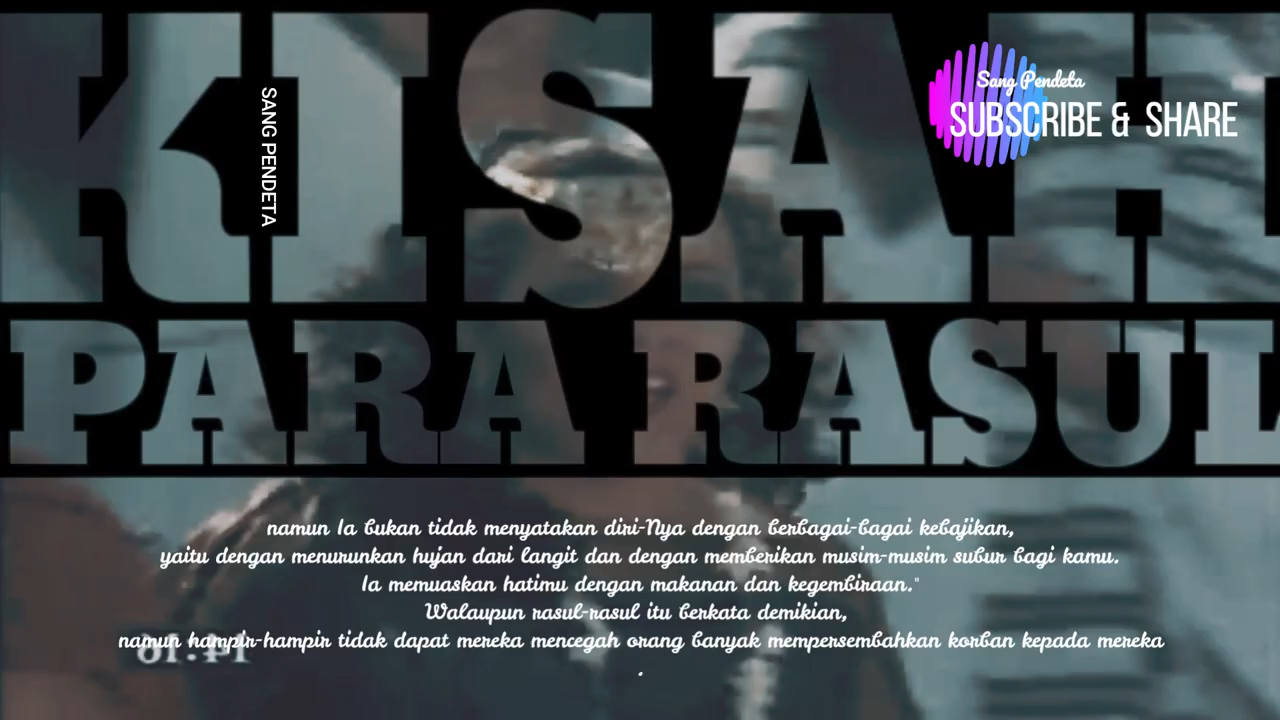 KISAH
PARA RASUL
SANG PENDETA
Sang Pendeta
SUBSCRIBE & SHARE
namun Ia bukan tidak menyatakan diri-Nya dengan berbagai-bagai kebajikan,
yaitu dengan menurunkan hujan dari langit dan dengan memberikan musim-musim subur bagi kamu.
Ia memuaskan hatimu dengan makanan dan kegembiraan."
Walaupun rasul-rasul itu berkata demikian,
namun hampir-hampir tidak dapat mereka mencegah orang banyak mempersembahkan korban kepada mereka
.